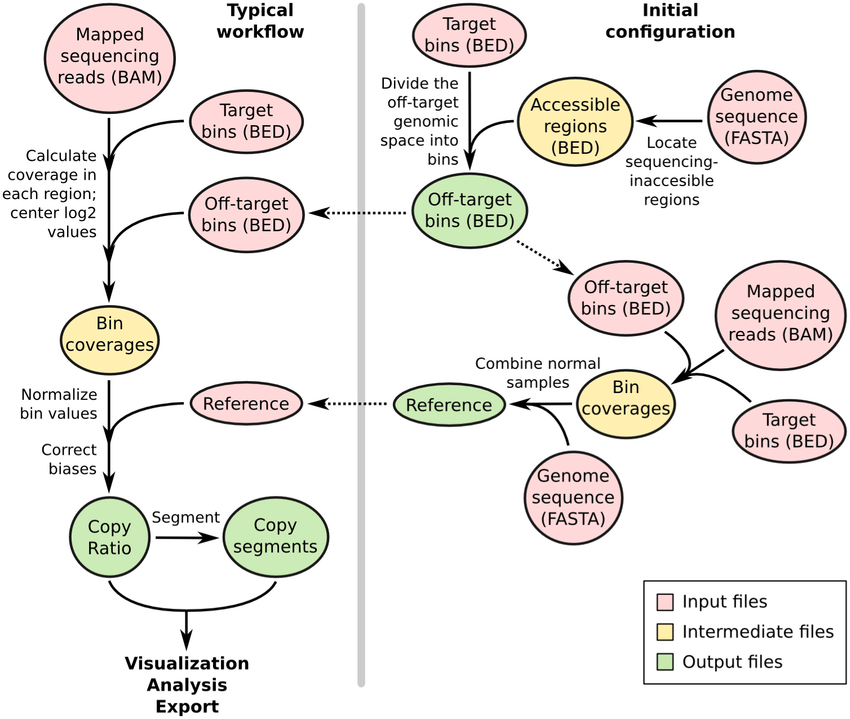 Typical
workflow
Mapped
sequencing
reads (BAM)
Target
bins (BED)
Calculate
coverage in
each region;
center log2
values
Off-target
bins (BED)
Bin
coverages
Normalize
bin values
Reference
Correct
biases
Copy
Ratio
Segment
Copy
segments
Visualization
Analysis
Export
Initial
configuration
Target
bins (BED)
Divide the
off-target
genomic
space into
bins
Accessible
regions
(BED)
Genome
sequence
(FASTA)
Locate
sequencing-
inaccesible
regions
Off-target
bins (BED)
Off-target
bins (BED)
Mapped
sequencing
reads (BAM)
Combine normal
samples
Reference
Bin
coverages
Target
bins (BED)
Genome
sequence
(FASTA)
Input files
Intermediate files
Output files